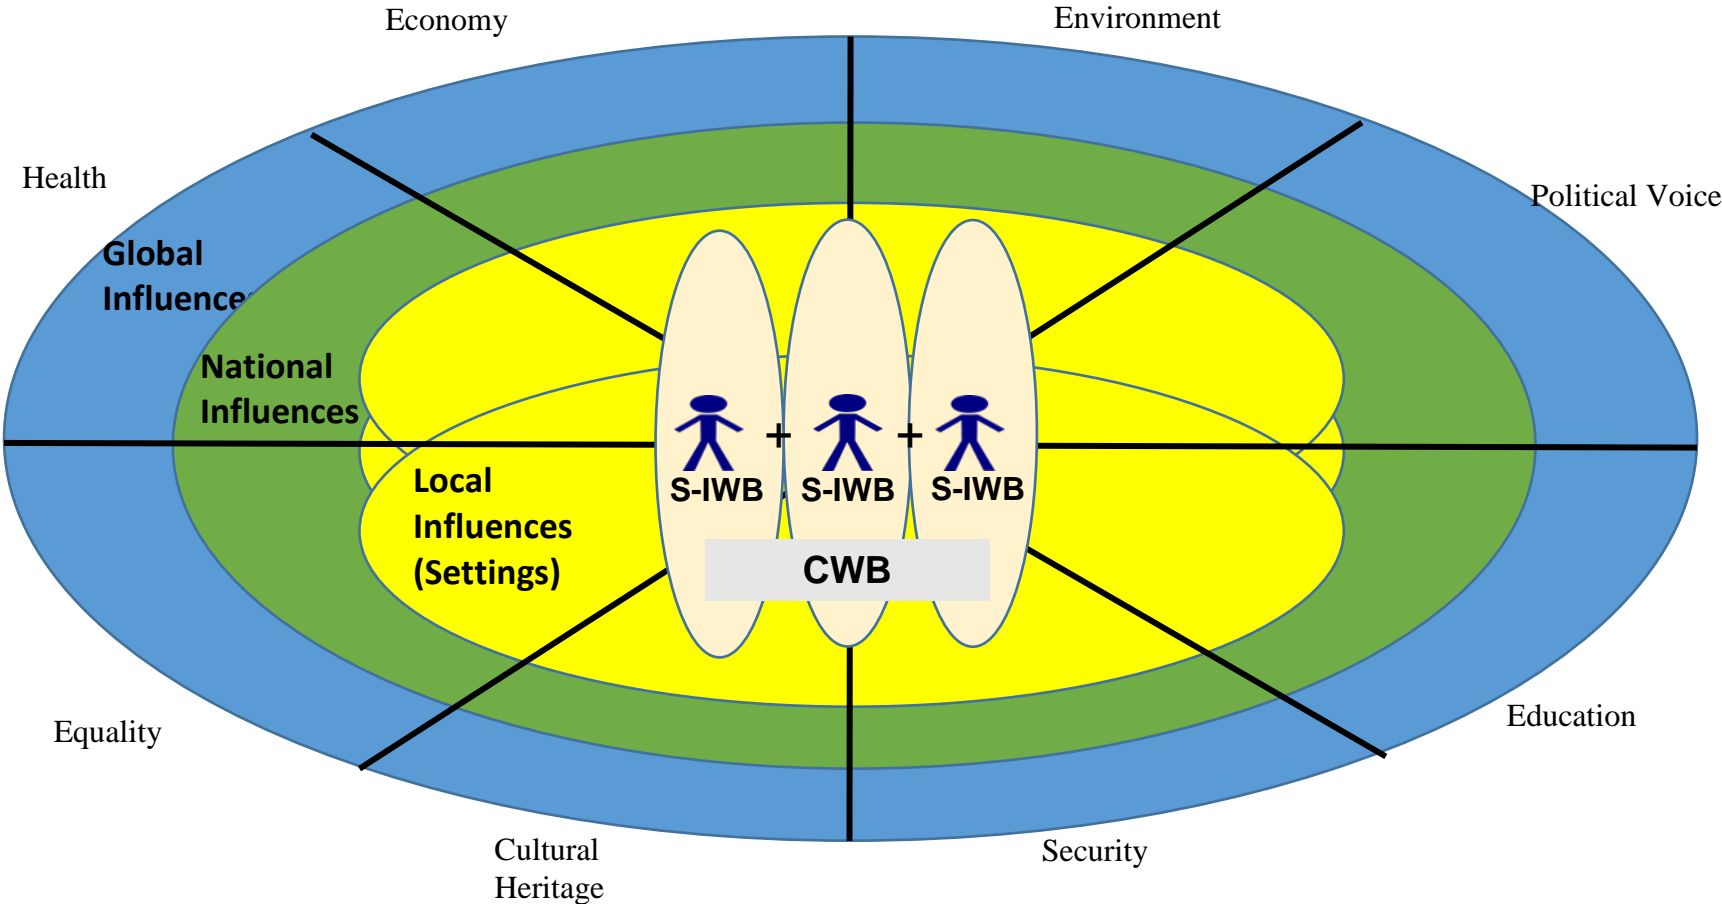 Economy
Environment
Health
Political Voice
Global
Influences
National
Influences
Local
Influences
(Settings)
+ +
S-IWB S-IWB S-IWB
CWB
Equality
Education
Cultural
Heritage
Security